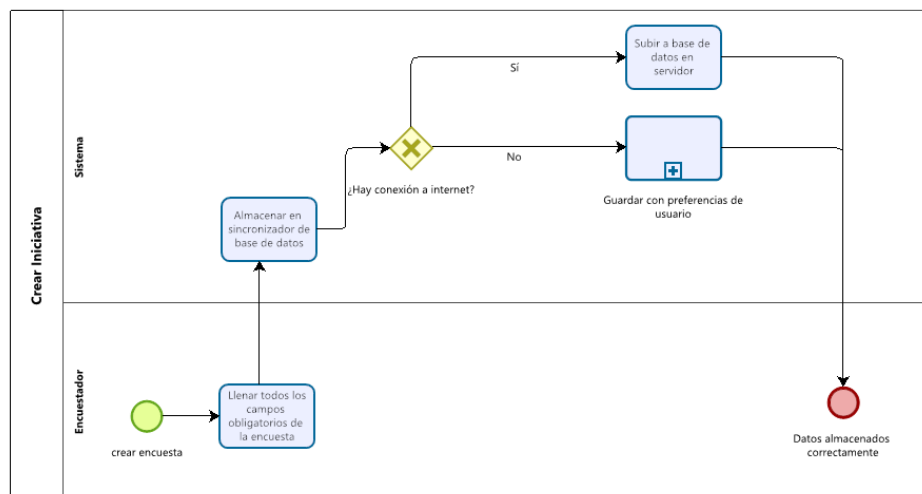 Crear Iniciativa
Sistema
Subir a base de
datos en
servidor
Sí
No
¿Hay conexión a internet?
Guardar con preferencias de
usuario
Almacenar en
sincronizador de
base de datos
Encuestador
Llenar todos los
campos
obligatorios de
la encuesta
crear encuesta
Datos almacenados
correctamente